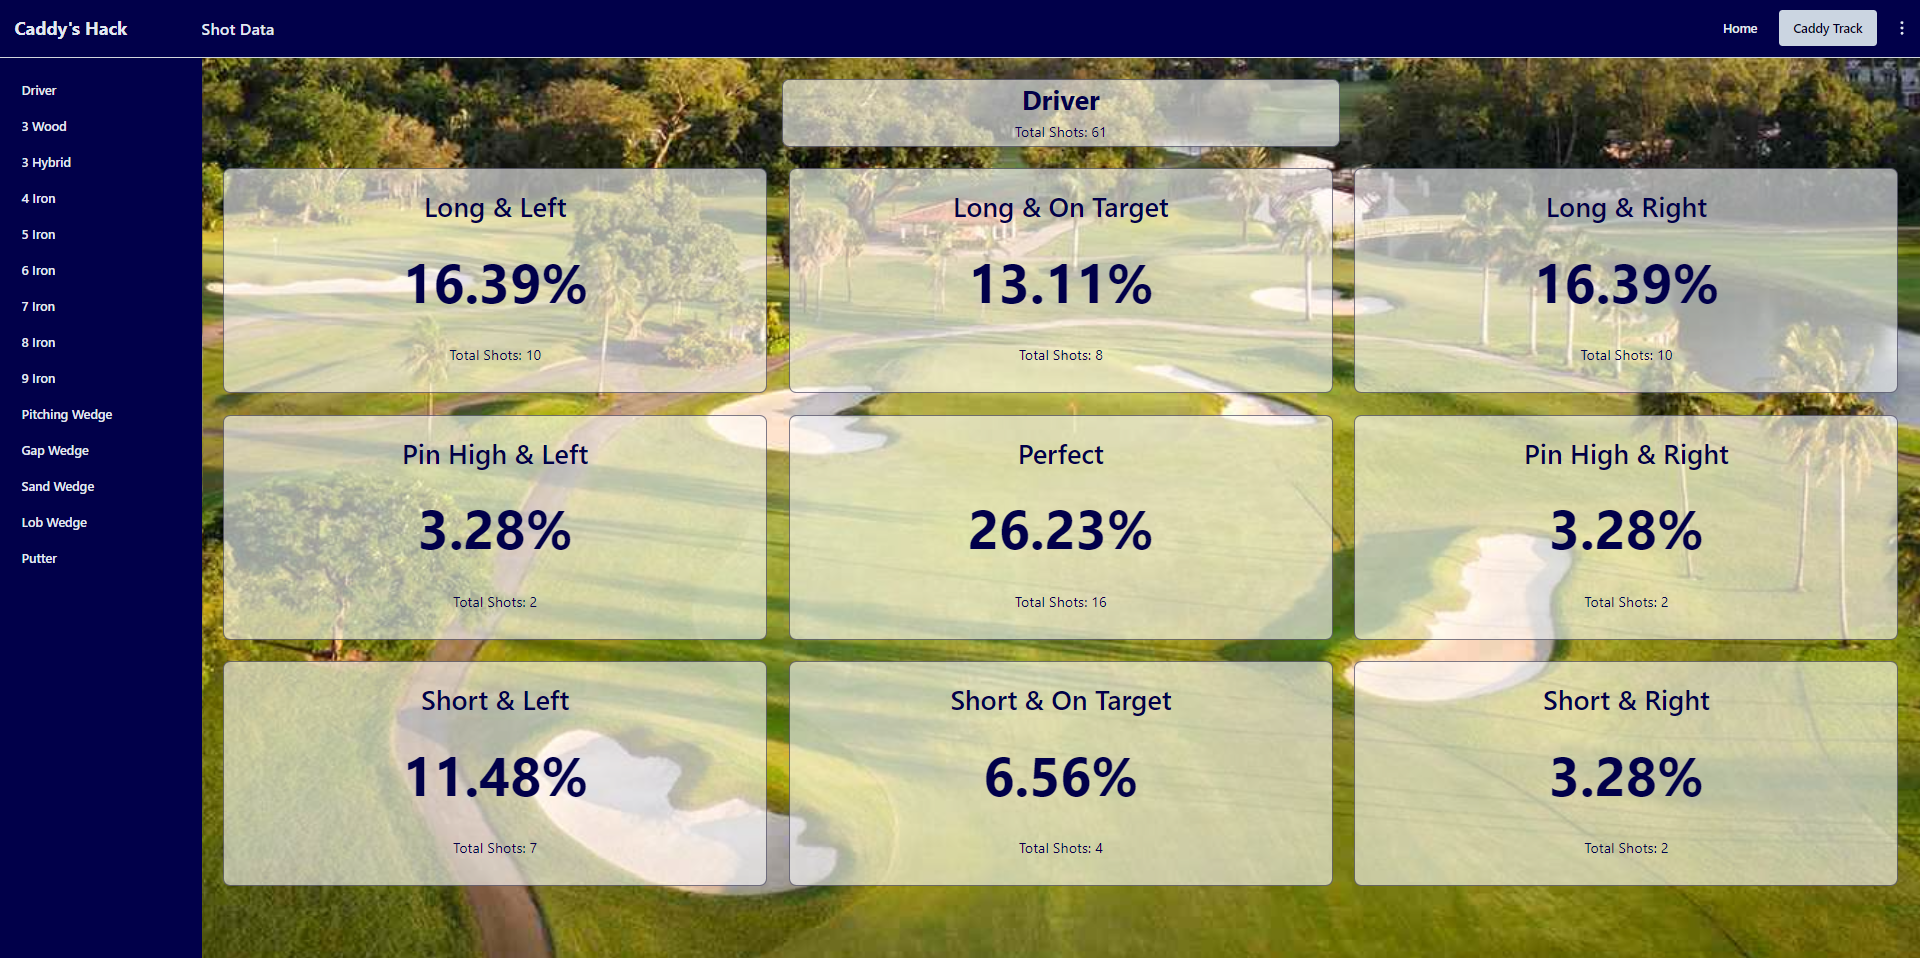 Caddy's Hack
Shot Data
Home
Caddy Track
Driver
3 Wood
3 Hybrid
4 Iron
5 Iron
6 Iron
7 Iron
8 Iron
9 Iron
Pitching Wedge
Gap Wedge
Sand Wedge
Lob Wedge
Putter
Driver
Total Shots: 61
Long & Left
16.39%
Total Shots: 10
Long & On Target
13.11%
Total Shots: 8
Long & Right
16.39%
Total Shots: 10
Pin High & Left
3.28%
Total Shots: 2
Perfect
26.23%
Total Shots: 16
Pin High & Right
3.28%
Total Shots: 2
Short & Left
11.48%
Total Shots: 7
Short & On Target
6.56%
Total Shots: 4
Short & Right
3.28%
Total Shots: 2